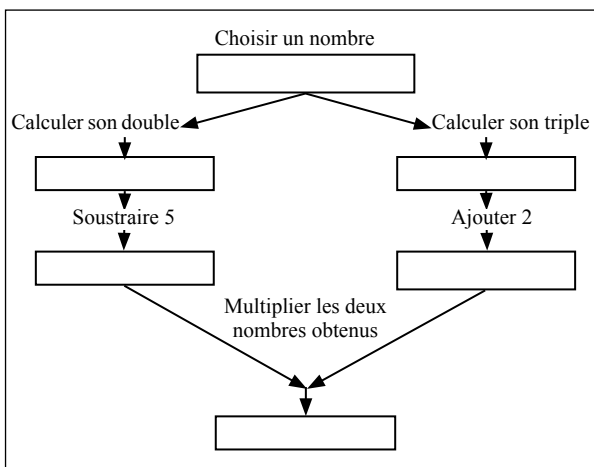 Choisir un nombre
Calculer son double
Calculer son triple
Soustraire 5
Ajouter 2
Multiplier les deux
nombres obtenus